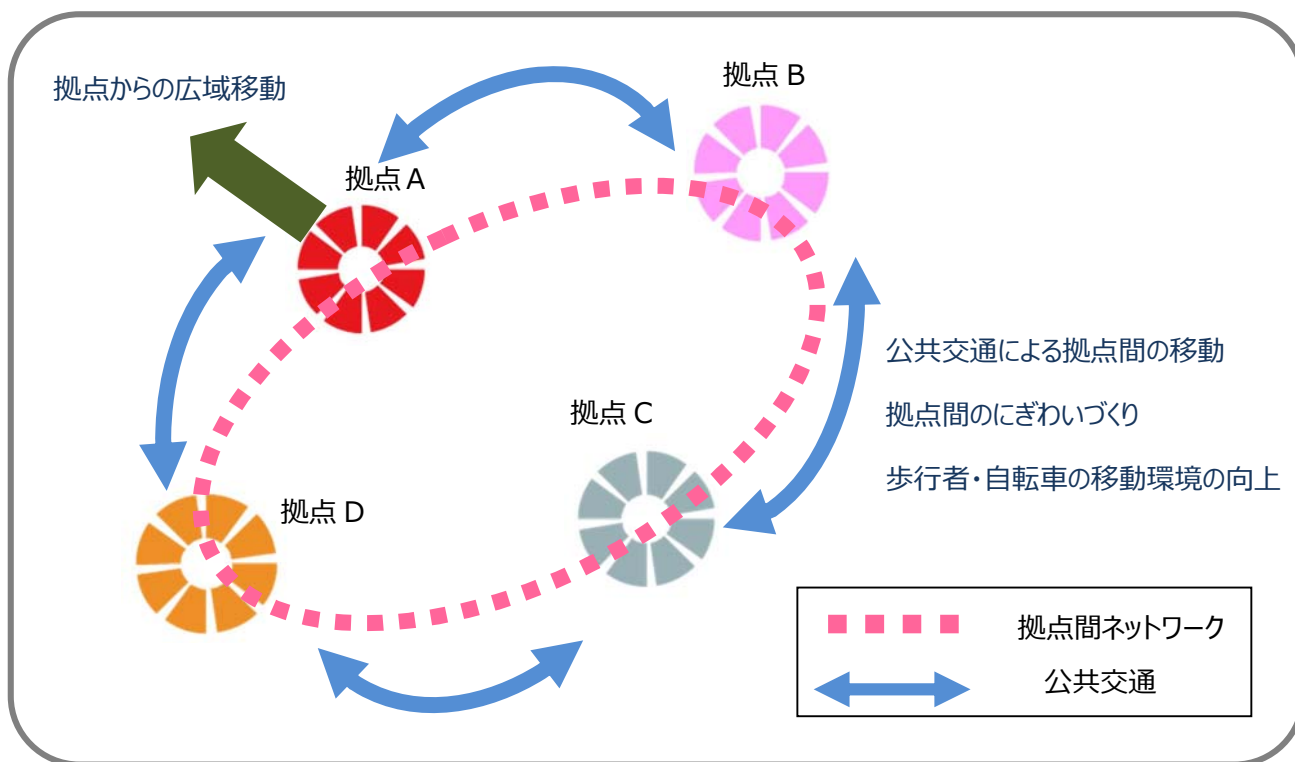 拠点からの広域移動
拠点 B
拠点 A
公共交通による拠点間の移動
拠点間のにぎわいづくり
歩行者・自転車の移動環境の向上
拠点 C
拠点 D
拠点間ネットワーク
公共交通